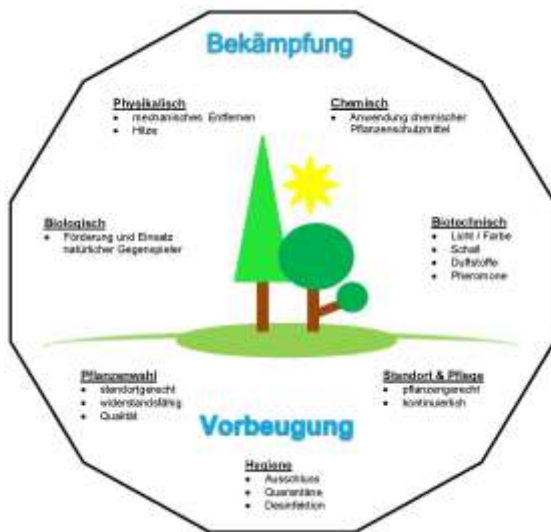 Bekämpfung
Physikalisch
• mechanisches Entfernen
• Hitze
Chemisch
• Anwendung chemischer
Pflanzenschutzmittel
Biologisch
• Förderung und Einsatz
natürlicher Gegenspieler
Biotechnisch
• Licht / Farbe
• Schall
• Duftstoffe
• Pheromone
Pflanzenwahl
• standortgerecht
• widerstandsfähig
• Qualität
Standort & Pflege
• pflanzengerecht
• kontinuierlich
Vorbeugung
Hygiene
• Ausschluss
• Quarantäne
• Desinfektion